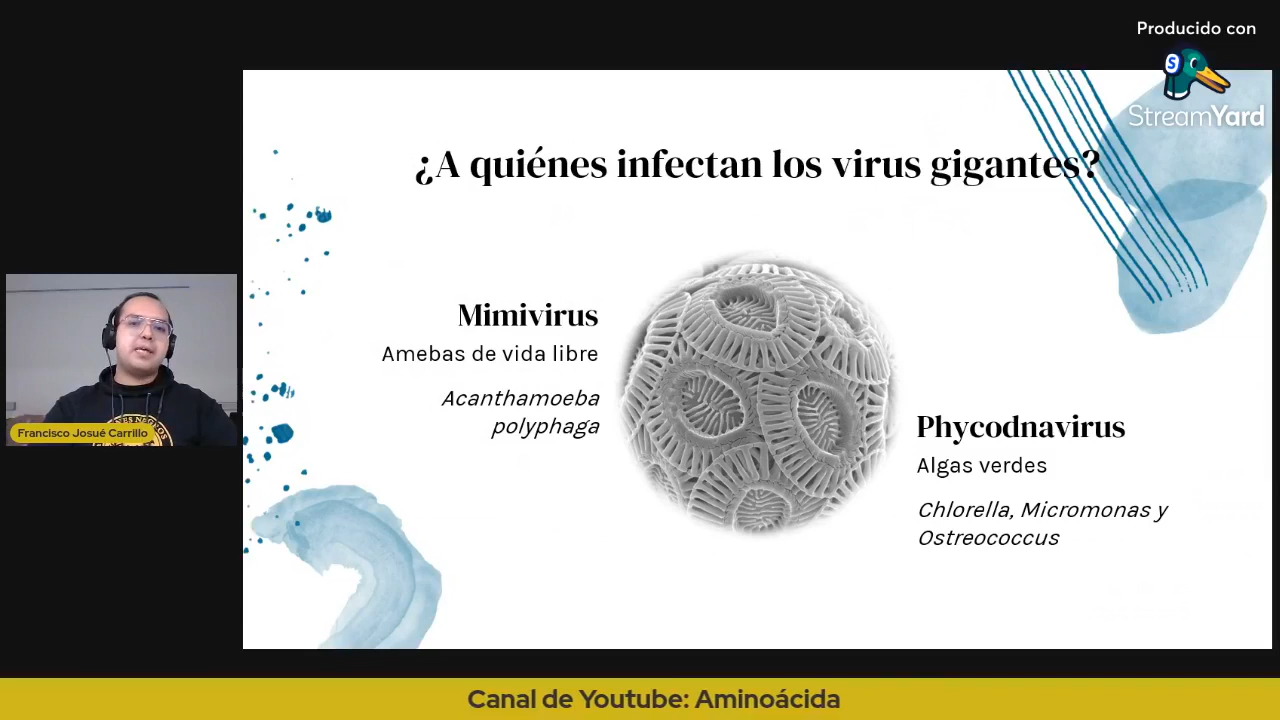 Producido con
StreamYard
¿A quiénes infectan los virus gigantes?
Mimivirus
Amebas de vida libre
Acanthamoeba
polyphaga
Phycodnavirus
Algas verdes
Chlorella, Micromonas y
Ostreococcus
Francisco Josué Carrillo
Canal de Youtube: Aminoácida